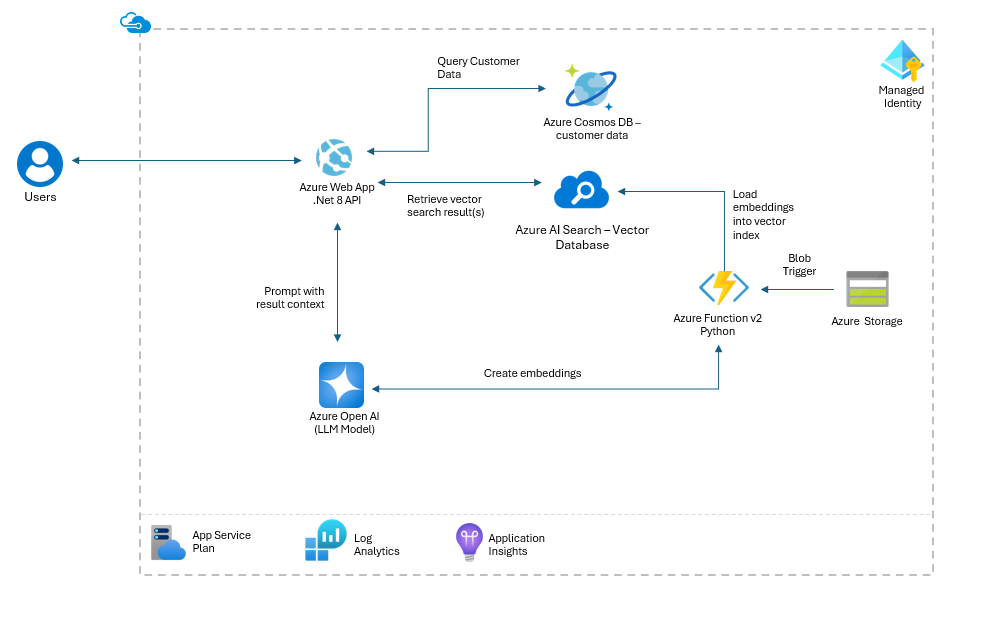 Query Customer
Data
Managed
Identity
Azure Cosmos DB –
customer data
Users
Azure Web App
.Net 8 API
Retrieve vector
search result(s)
Load
embeddings
into vector
index
Azure AI Search – Vector
Database
Blob
Trigger
Prompt with
result context
Azure Function v2
Python
Azure  Storage
Create embeddings
Azure Open AI
(LLM Model)
App Service
Plan
Log
Analytics
Application
Insights